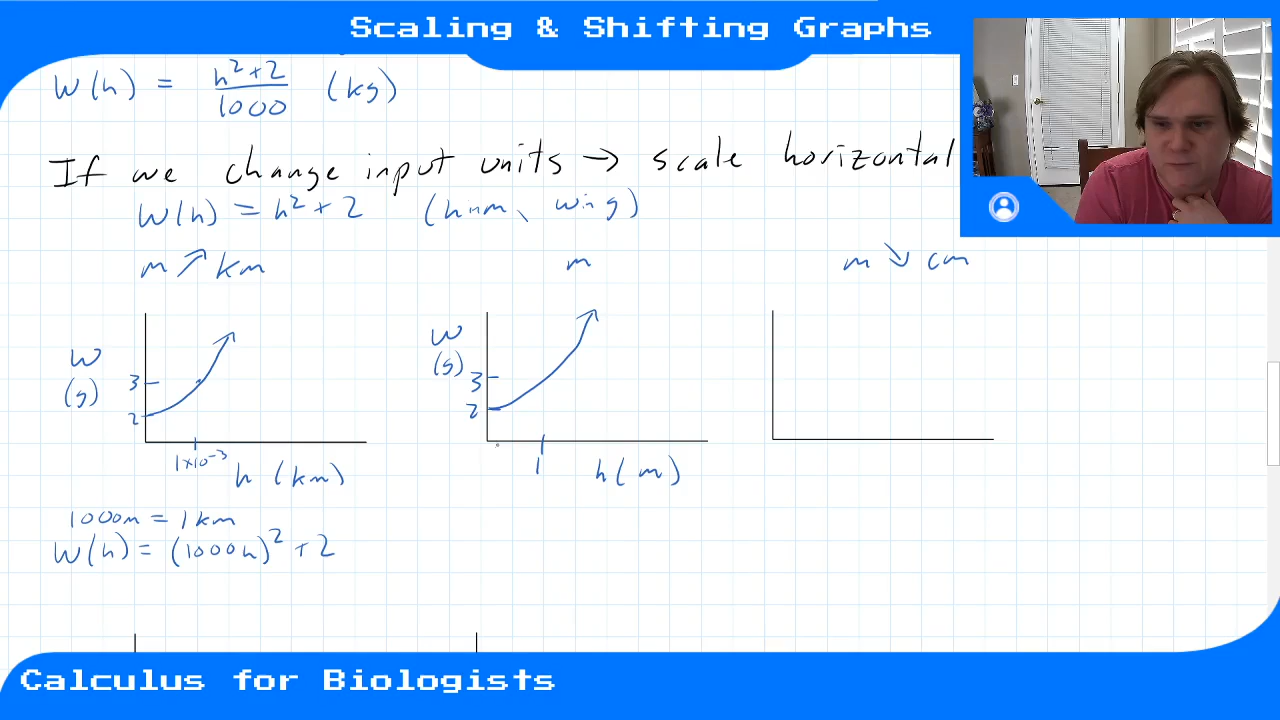 Scaling & Shifting Graphs
W(h) = h²+2 / 1000 (kg)
If we change input units → scale horizontal
W(h) = h² + 2 (h in m, w in g)
m ↗ km
m
m ↘ cm
W
(g)
3
2
1×10⁻³
h (km)
W
(g)
3
2
1
h (m)
1000m = 1km
W(h) = (1000h)² + 2
Calculus for Biologists